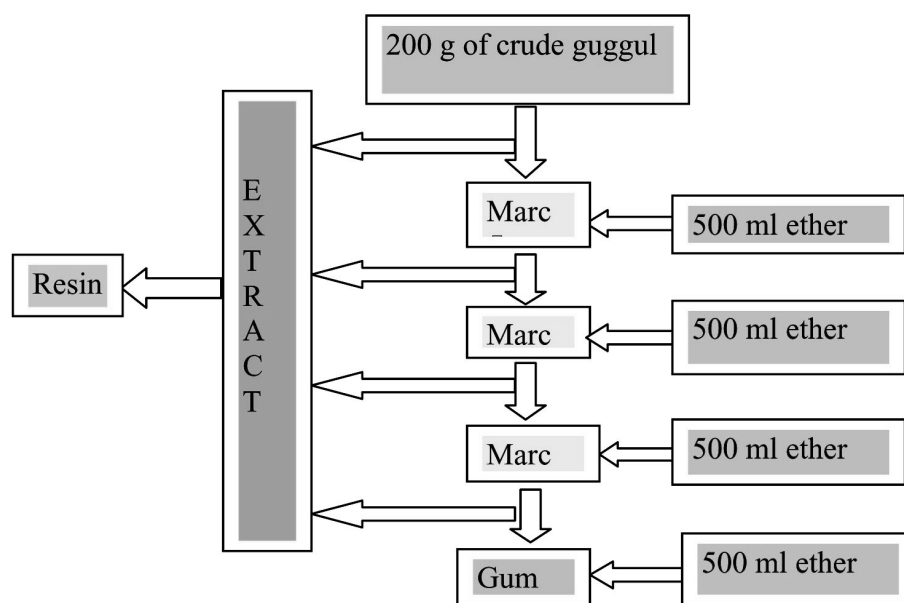 200 g of crude guggul
E
X
T
R
A
C
T
Marc
500 ml ether
Resin
Marc
500 ml ether
Marc
500 ml ether
Gum
500 ml ether